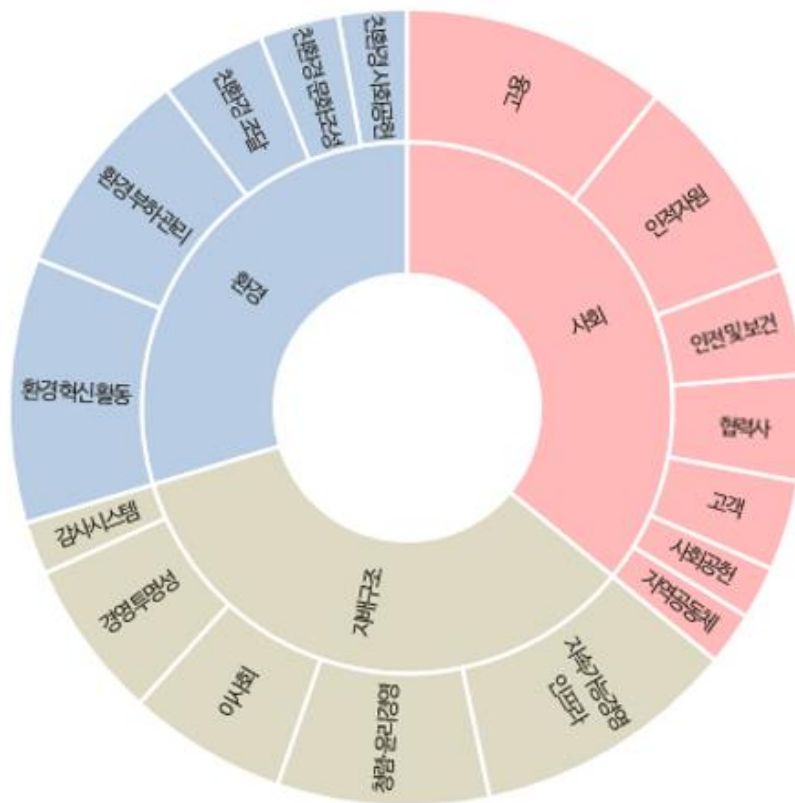 사회
고용
인적자원
안전 및 보건
협력사
고객
사회공헌
지역공동체
지배구조
지속가능경영
인프라
청렴·윤리경영
이사회
경영 투명성
감사시스템
환경
환경 혁신 활동
환경 부하 관리
친환경 조달
친환경 문화 조성
친환경 사회공헌